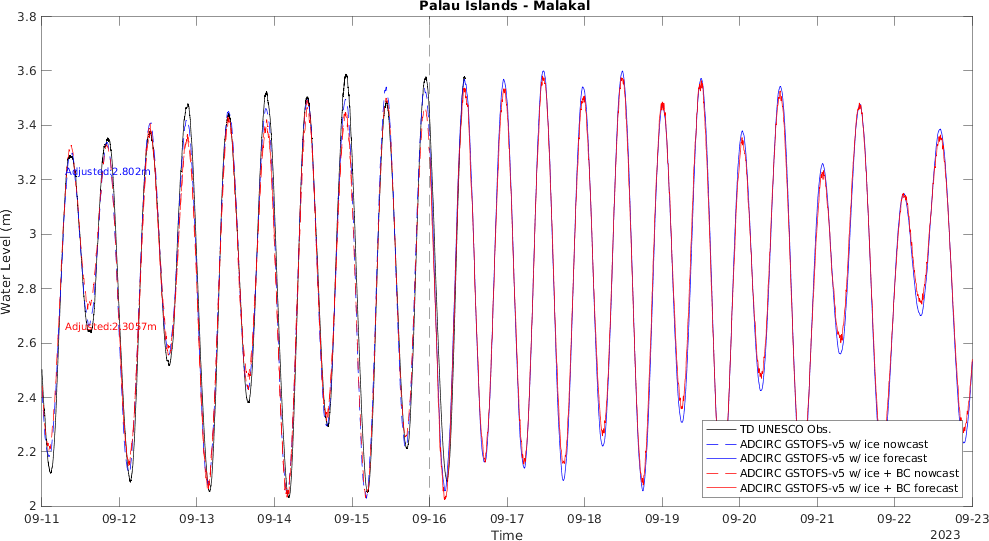 Palau Islands - Malakal
3.8
3.6
3.4
3.2
3
2.8
2.6
2.4
2.2
2
Water Level (m)
Adjusted:2.802m
Adjusted:2.3057m
TD UNESCO Obs.
ADCIRC GSTOFS-v5 w/ ice nowcast
ADCIRC GSTOFS-v5 w/ ice forecast
ADCIRC GSTOFS-v5 w/ ice + BC nowcast
ADCIRC GSTOFS-v5 w/ ice + BC forecast
09-11 09-12 09-13 09-14 09-15 09-16 09-17 09-18 09-19 09-20 09-21 09-22 09-23
Time
2023